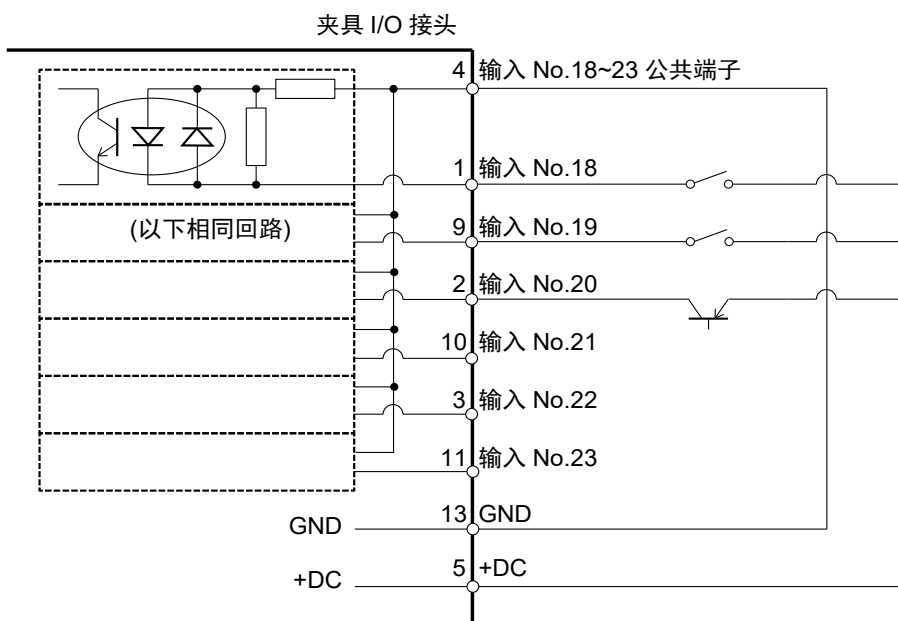 夹具 I/O 接头
4 输入 No.18~23 公共端子
1 输入 No.18
(以下相同回路)
9 输入 No.19
2 输入 No.20
10 输入 No.21
3 输入 No.22
11 输入 No.23
GND 13 GND
+DC 5 +DC